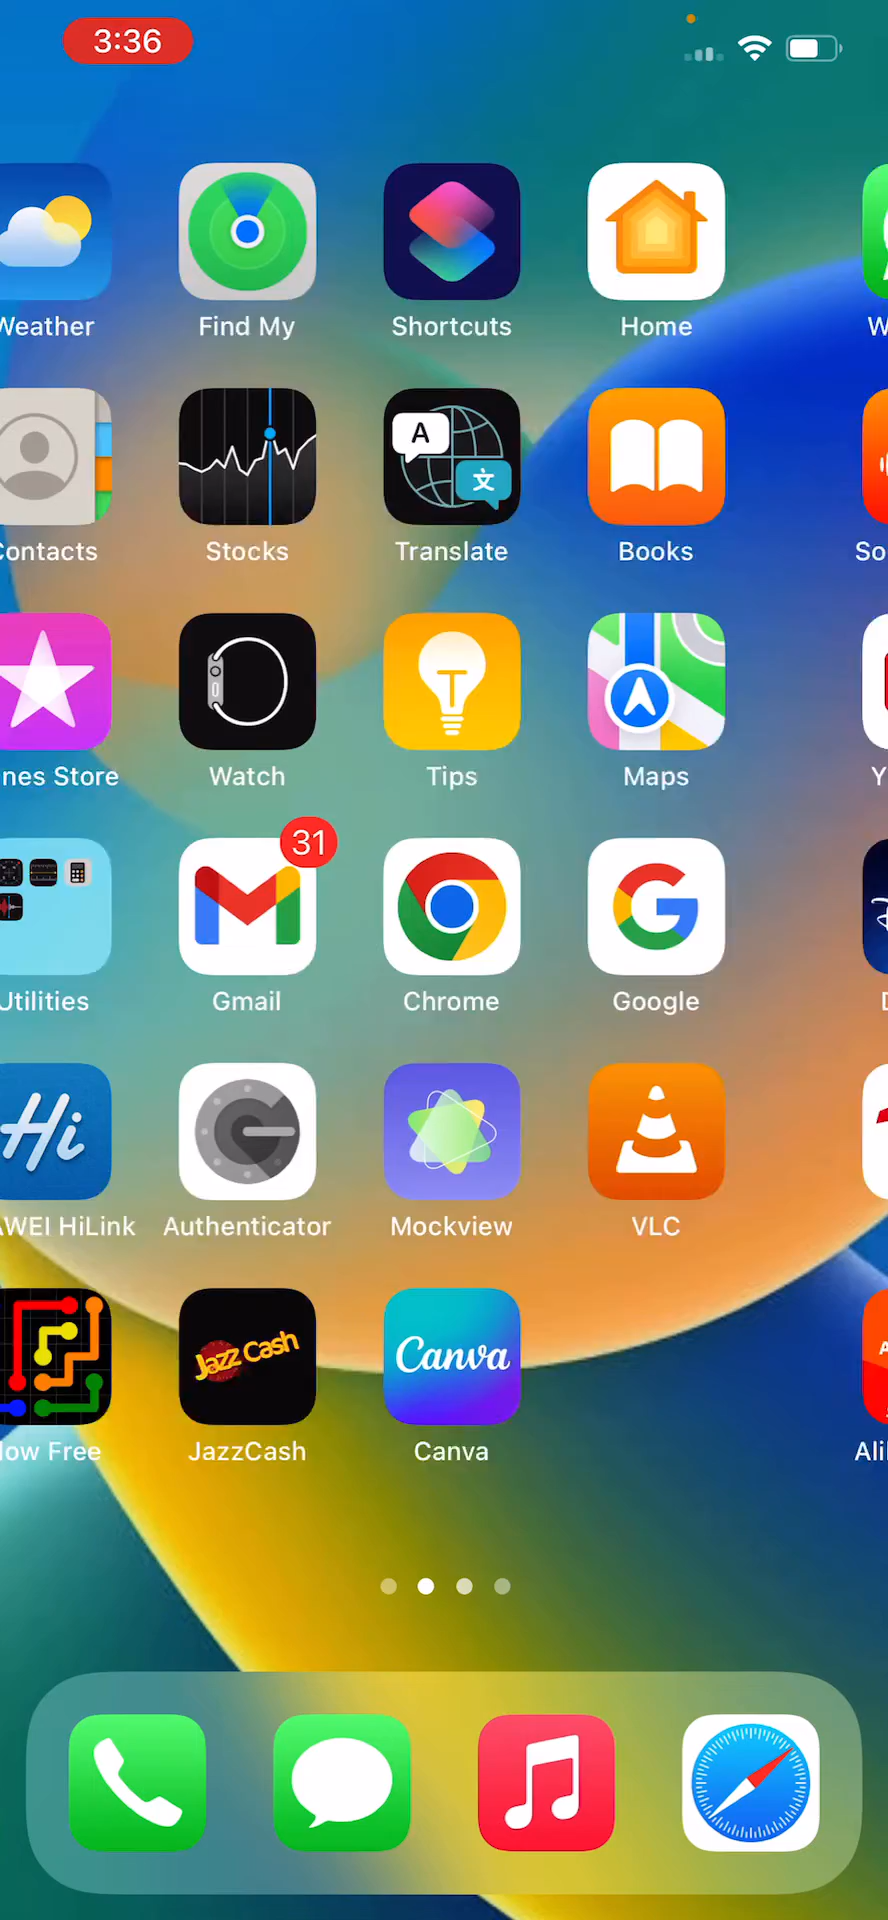 3:36
Weather
Find My
Shortcuts
Home
W
Contacts
A
文
Stocks
Translate
Books
So
nes Store
Watch
Tips
Maps
Y
31
Utilities
Gmail
Chrome
Google
D
Hi
AWEI HiLink
Authenticator
Mockview
VLC
Jazz Cash
Canva
A
low Free
JazzCash
Canva
Ali